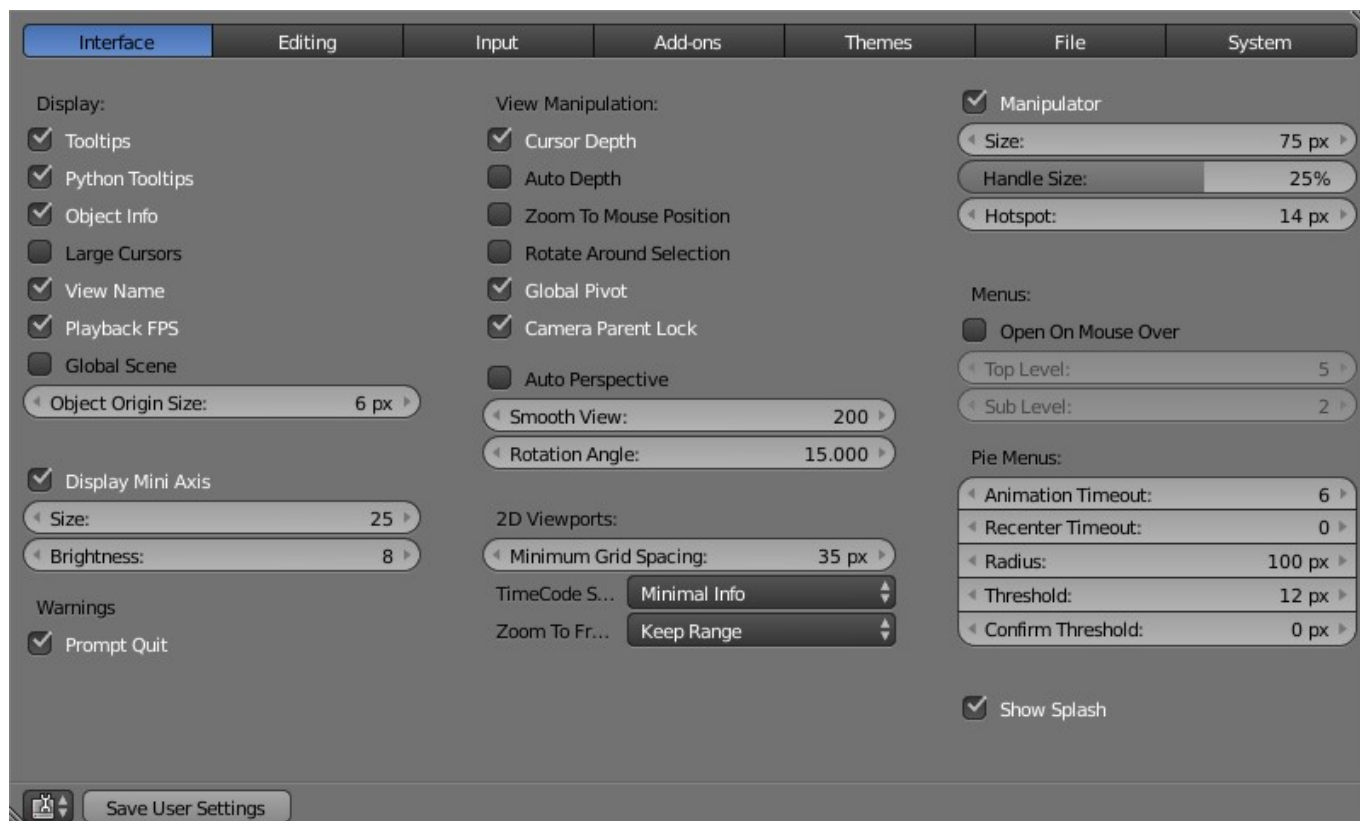 Interface Editing Input Add-ons Themes File System
Display:
Tooltips
Python Tooltips
Object Info
Large Cursors
View Name
Playback FPS
Global Scene
Object Origin Size: 6 px
Display Mini Axis
Size: 25
Brightness: 8
Warnings
Prompt Quit
View Manipulation:
Cursor Depth
Auto Depth
Zoom To Mouse Position
Rotate Around Selection
Global Pivot
Camera Parent Lock
Auto Perspective
Smooth View: 200
Rotation Angle: 15.000
2D Viewports:
Minimum Grid Spacing: 35 px
TimeCode S... Minimal Info
Zoom To Fr... Keep Range
Manipulator
Size: 75 px
Handle Size: 25%
Hotspot: 14 px
Menus:
Open On Mouse Over
Top Level: 5
Sub Level: 2
Pie Menus:
Animation Timeout: 6
Recenter Timeout: 0
Radius: 100 px
Threshold: 12 px
Confirm Threshold: 0 px
Show Splash
Save User Settings